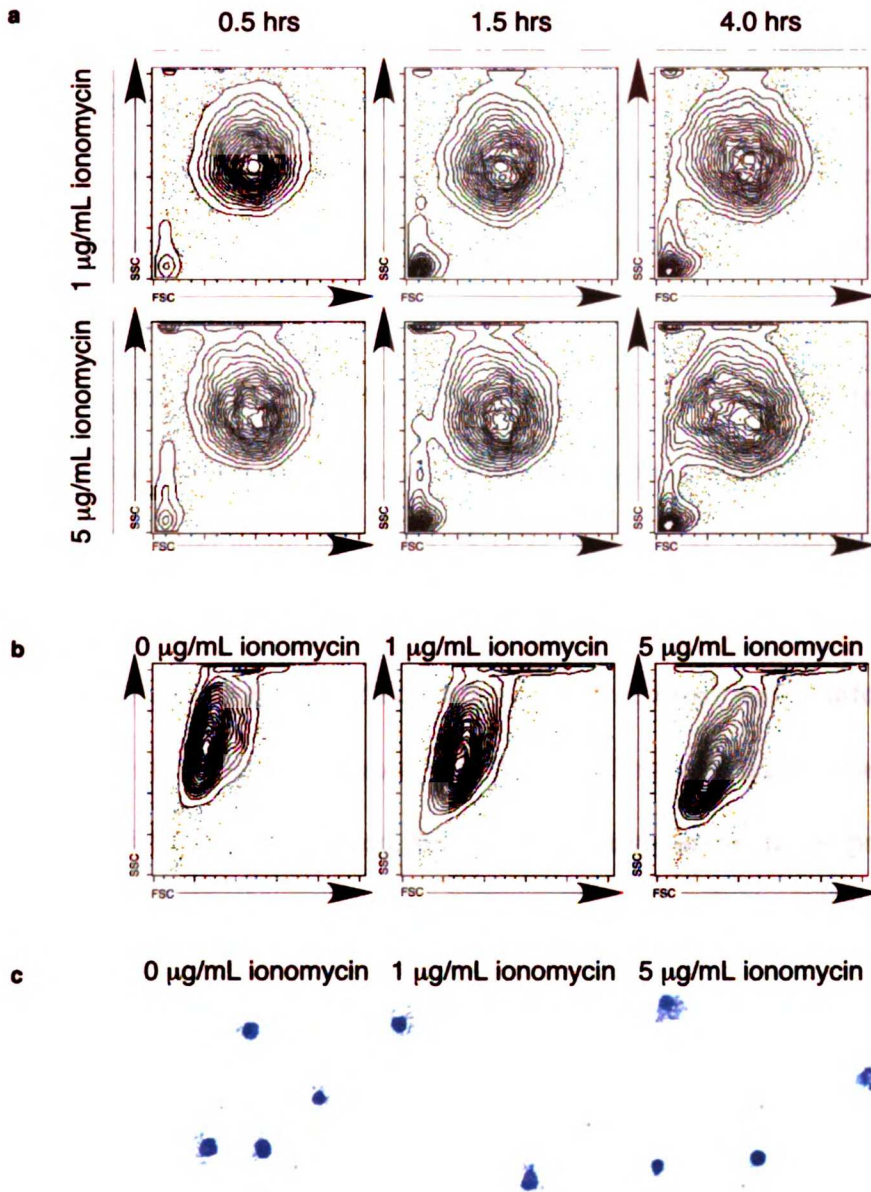 a
0.5 hrs 1.5 hrs 4.0 hrs
1 μg/mL ionomycin
SSC SSC SSC
FSC FSC FSC
5 μg/mL ionomycin
SSC SSC SSC
FSC FSC FSC
b
0 μg/mL ionomycin 1 μg/mL ionomycin 5 μg/mL ionomycin
SSC SSC SSC
FSC FSC FSC
c
0 μg/mL ionomycin 1 μg/mL ionomycin 5 μg/mL ionomycin